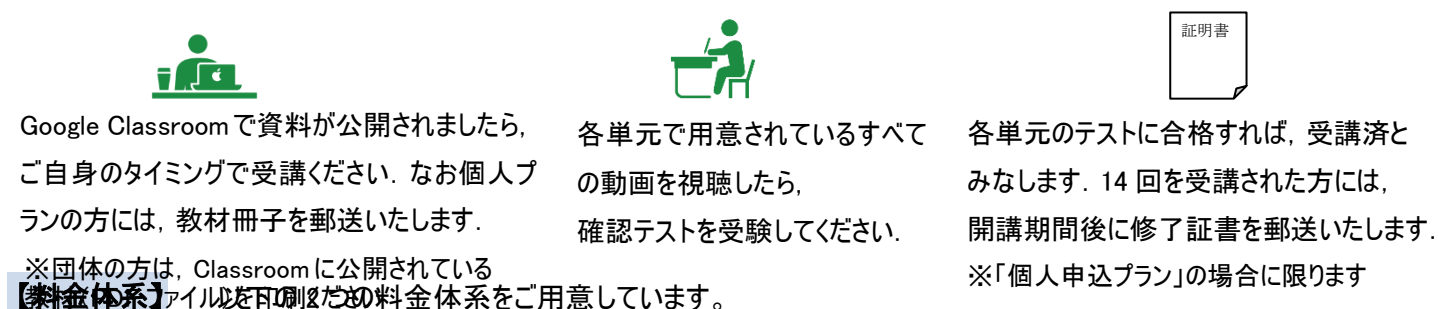 証明書
Google Classroomで資料が公開されましたら,
ご自身のタイミングで受講ください. なお個人プ
ランの方には, 教材冊子を郵送いたします.
※団体の方は, Classroomに公開されている
各単元で用意されているすべて
の動画を視聴したら,
確認テストを受験してください.
各単元のテストに合格すれば, 受講済と
みなします. 14 回を受講された方には,
開講期間後に修了証書を郵送いたします.
※「個人申込プラン」の場合に限ります
【料金体系】 以下の 2 つの料金体系をご用意しています。